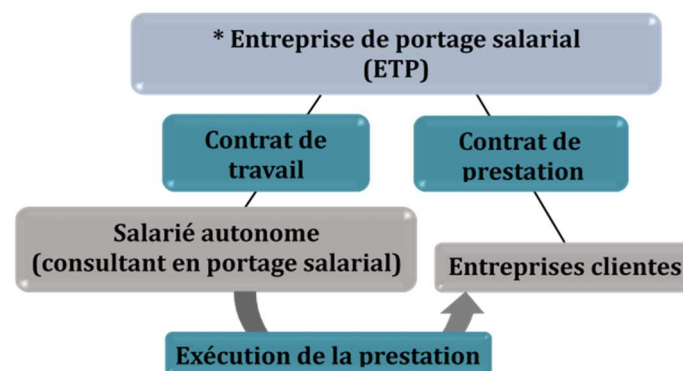 * Entreprise de portage salarial
(ETP)
Contrat de
travail
Contrat de
prestation
Salarié autonome
(consultant en portage salarial)
Entreprises clientes
Exécution de la prestation